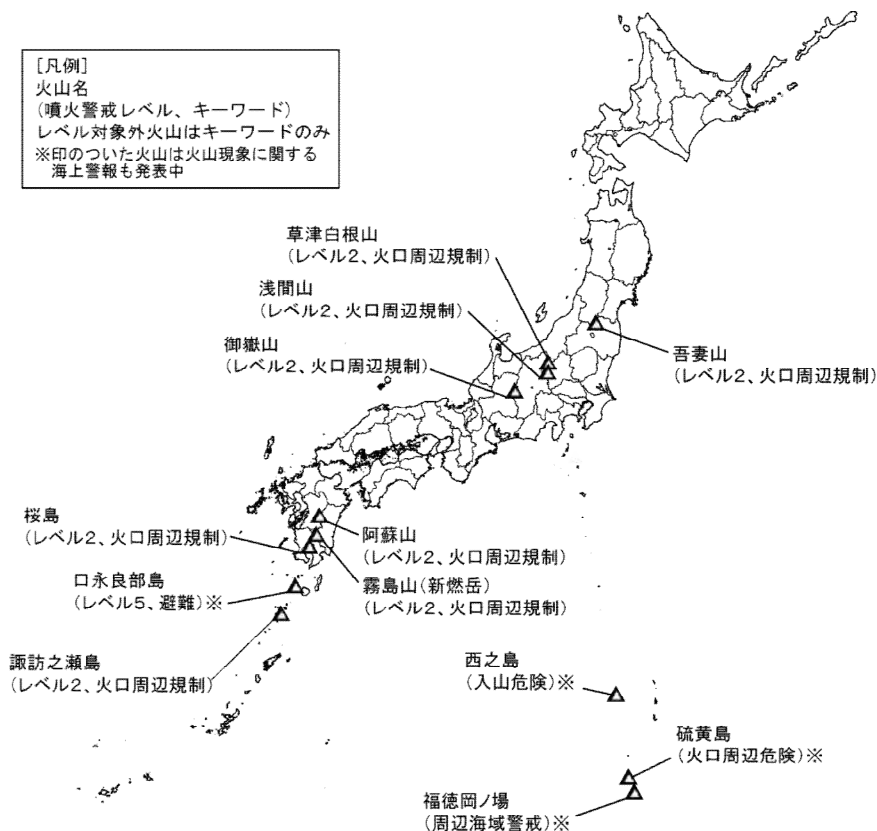 [凡例]
火山名
(噴火警戒レベル、キーワード)
レベル対象外火山はキーワードのみ
※印のついた火山は火山現象に関する
海上警報も発表中
草津白根山
(レベル2、火口周辺規制)
浅間山
(レベル2、火口周辺規制)
御嶽山
(レベル2、火口周辺規制)
吾妻山
(レベル2、火口周辺規制)
桜島
(レベル2、火口周辺規制)
阿蘇山
(レベル2、火口周辺規制)
口永良部島
(レベル5、避難)※
霧島山(新燃岳)
(レベル2、火口周辺規制)
諏訪之瀬島
(レベル2、火口周辺規制)
西之島
(入山危険)※
硫黄島
(火口周辺危険)※
福徳岡ノ場
(周辺海域警戒)※